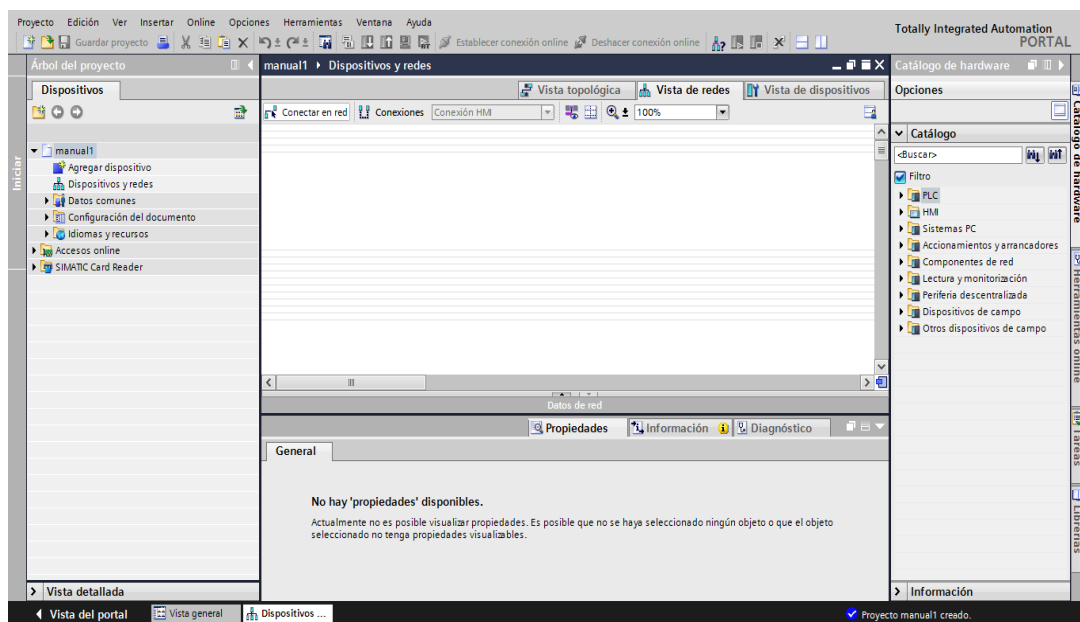 Proyecto Edición Ver Insertar Online Opciones Herramientas Ventana Ayuda
Totally Integrated Automation
PORTAL
Guardar proyecto
Establecer conexión online
Deshacer conexión online
Árbol del proyecto
manual1 Dispositivos y redes
Catálogo de hardware
Dispositivos
Vista topológica
Vista de redes
Vista de dispositivos
Opciones
Conectar en red
Conexiones
Conexión HMI
100%
Iniciar
manual1
Agregar dispositivo
Dispositivos y redes
Datos comunes
Configuración del documento
Idiomas y recursos
Accesos online
SIMATIC Card Reader
Catálogo
<Buscar>
Filtro
PLC
HMI
Sistemas PC
Accionamientos y arrancadores
Componentes de red
Lectura y monitorización
Periferia descentralizada
Dispositivos de campo
Otros dispositivos de campo
Catálogo de hardware
Herramientas online
Tareas
Librerías
Datos de red
Propiedades
Información
Diagnóstico
General
No hay 'propiedades' disponibles.
Actualmente no es posible visualizar propiedades. Es posible que no se haya seleccionado ningún objeto o que el objeto
seleccionado no tenga propiedades visualizables.
Vista detallada
Información
Vista del portal
Vista general
Dispositivos ...
Proyecto manual1 creado.